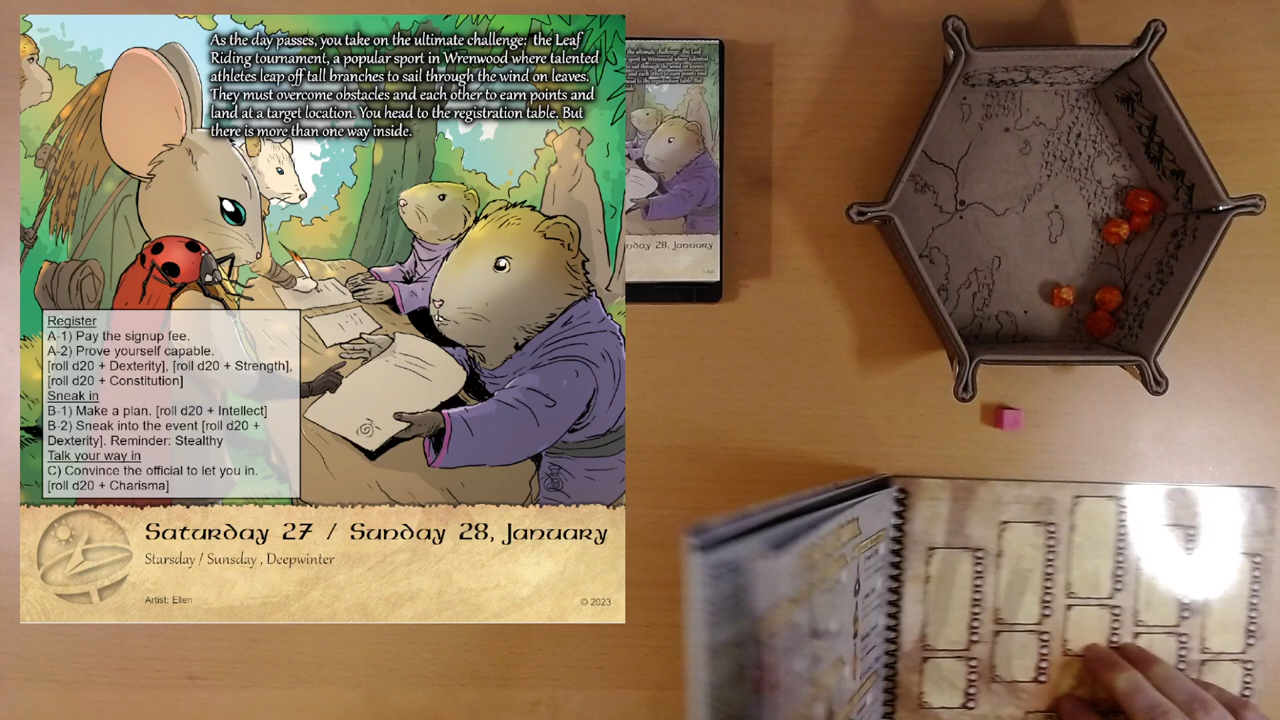 As the day passes, you take on the ultimate challenge: the Leaf
Riding tournament, a popular sport in Wrenwood where talented
athletes leap off tall branches to sail through the wind on leaves.
They must overcome obstacles and each other to earn points and
land at a target location. You head to the registration table. But
there is more than one way inside.
Register
A-1) Pay the signup fee.
A-2) Prove yourself capable.
[roll d20 + Dexterity], [roll d20 + Strength],
[roll d20 + Constitution]
Sneak in
B-1) Make a plan. [roll d20 + Intellect]
B-2) Sneak into the event [roll d20 +
Dexterity]. Reminder: Stealthy
Talk your way in
C) Convince the official to let you in.
[roll d20 + Charisma]
Saturday 27 / Sunday 28, January
Starsday / Sunsday , Deepwinter
Artist: Ellen
© 2023
28, January